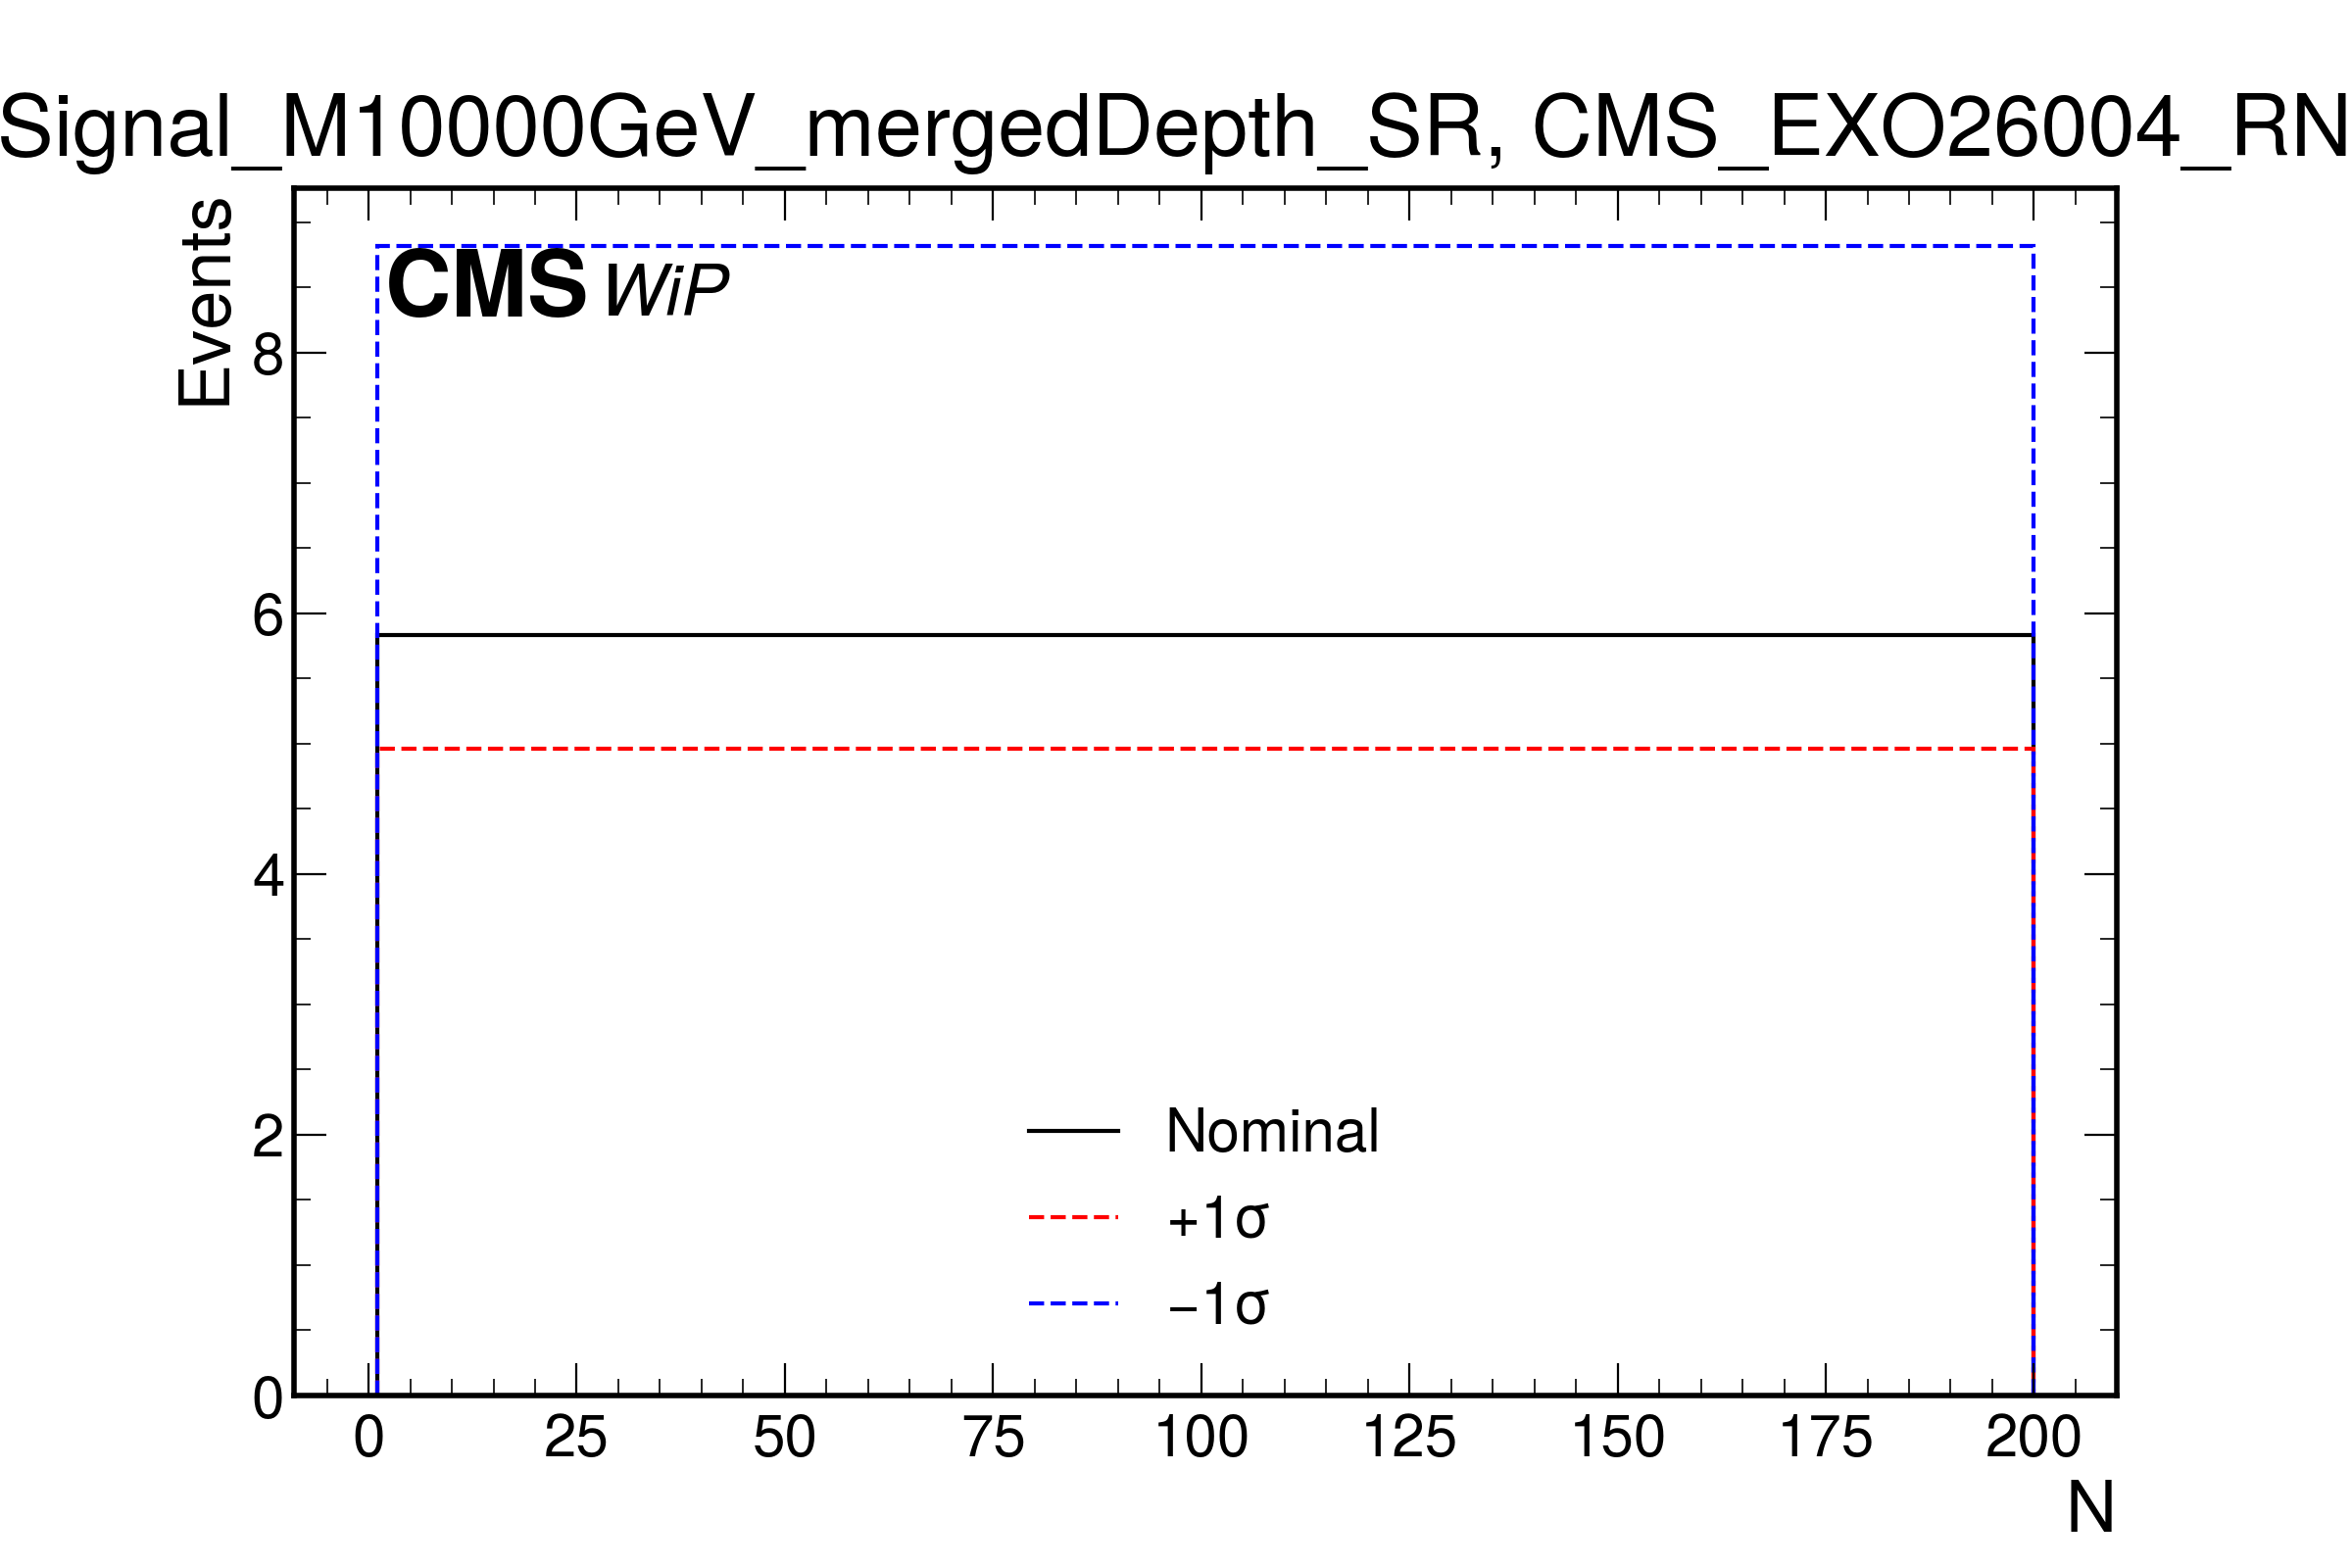 Signal_M10000GeV_mergedDepth_SR, CMS_EXO26004_RN
Events
CMS WiP
8
6
4
2
0
Nominal
+1σ
−1σ
0 25 50 75 100 125 150 175 200
N